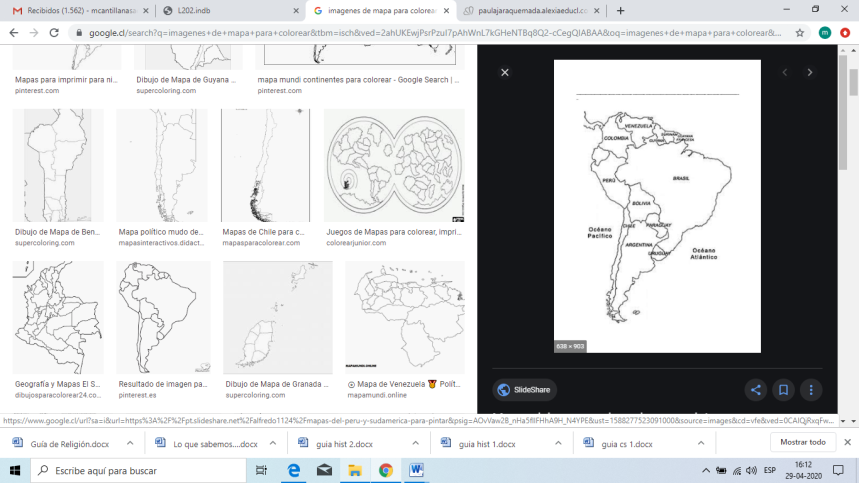 Recibidos (1.562) - mcantillanasa
L202.indb
imagenes de mapa para colorear
paulajaraquemada.alexiaeducl.co
google.cl/search?q=imagenes+de+mapa+para+colorear&tbm=isch&ved=2ahUKEwjPsrPzuI7pAhWnL7kGHeNTBq8Q2-cCegQIABAA&oq=imagenes+de+mapa+para+colorear&...
m
Mapas para imprimir para ni...
pinterest.com
Dibujo de Mapa de Guyana ...
supercoloring.com
mapa mundi continentes para colorear - Google Search | ...
pinterest.com
Dibujo de Mapa de Ben...
supercoloring.com
Mapa político mudo de...
mapasinteractivos.didact...
Mapas de Chile para c...
mapasparacolorear.com
Juegos de Mapas para colorear, impri...
colorearjunior.com
Geografía y Mapas El S...
dibujosparacolorear24.co...
Resultado de imagen pa...
pinterest.es
Dibujo de Mapa de Granada ...
supercoloring.com
MAPAMUNDI.ONLINE
Mapa de Venezuela Polít...
mapamundi.online
VENEZUELA
COLOMBIA
GUYANA
PERÚ
BRASIL
BOLIVIA
CHILE
PARAGUAY
ARGENTINA
URUGUAY
Océano
Pacífico
Océano
Atlántico
638 × 903
SlideShare
https://www.google.cl/url?sa=i&url=https%3A%2F%2Fpt.slideshare.net%2Falfredo1124%2Fmapas-del-peru-y-sudamerica-para-pintar&psig=AOvVaw2B_nHa5fIFHhA9H_N4YPE&ust=1588277523091000&source=images&cd=vfe&ved=0CAIQjRxqFw...
Guía de Religión.docx
Lo que sabemos....docx
guia hist 2.docx
guia hist 1.docx
guia cs 1.docx
Mostrar todo
Escribe aquí para buscar
ESP
16:12
29-04-2020